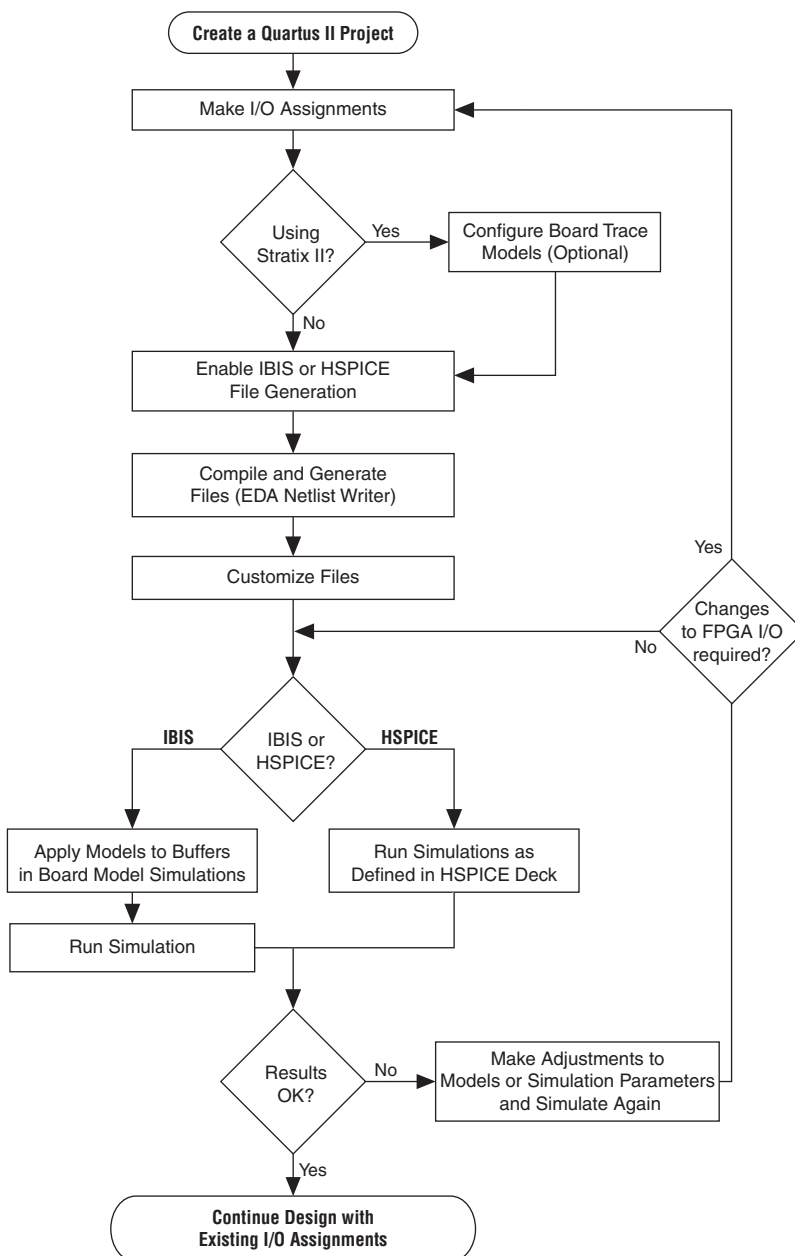 Create a Quartus II Project
Make I/O Assignments
Using
Stratix II?
Yes
Configure Board Trace
Models (Optional)
No
Enable IBIS or HSPICE
File Generation
Compile and Generate
Files (EDA Netlist Writer)
Customize Files
Yes
Changes
to FPGA I/O
required?
No
IBIS
IBIS or
HSPICE?
HSPICE
Apply Models to Buffers
in Board Model Simulations
Run Simulations as
Defined in HSPICE Deck
Run Simulation
Results
OK?
No
Make Adjustments to
Models or Simulation Parameters
and Simulate Again
Yes
Continue Design with
Existing I/O Assignments